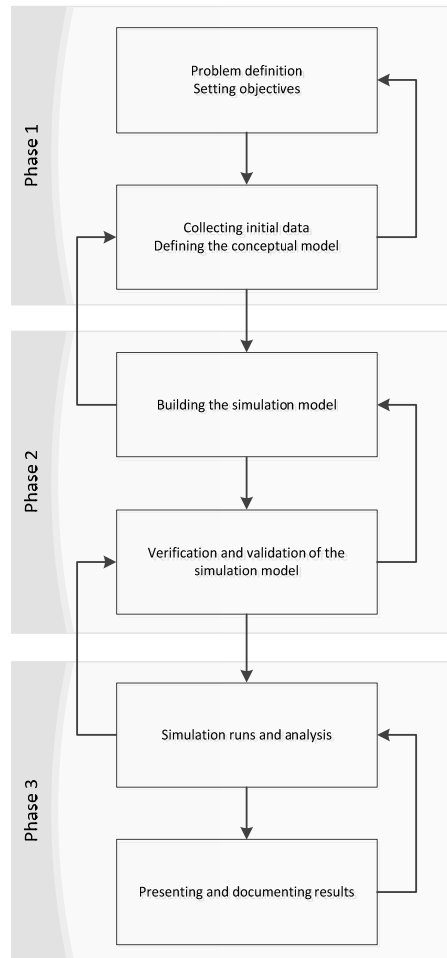 Phase 1
Problem definition
Setting objectives
Collecting initial data
Defining the conceptual model
Phase 2
Building the simulation model
Verification and validation of the
simulation model
Phase 3
Simulation runs and analysis
Presenting and documenting results